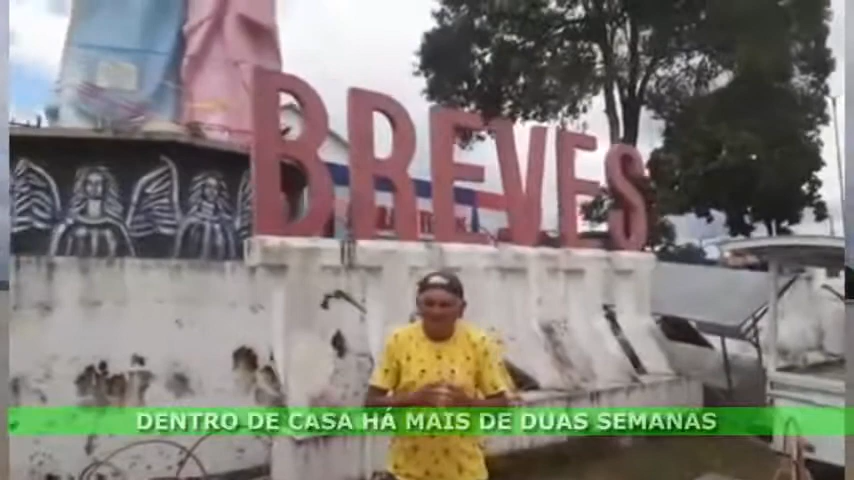 BREVES
DENTRO DE CASA HÁ MAIS DE DUAS SEMANAS